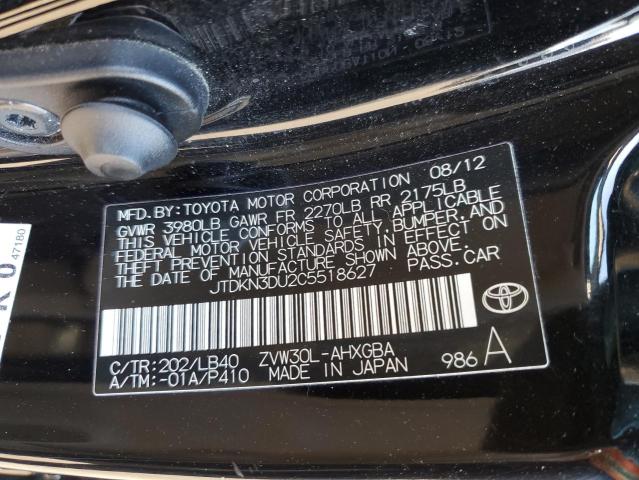 MFD.BY:TOYOTA MOTOR CORPORATION 08/12
GVWR 3980LB GAWR FR 2270LB RR 2175LB
THIS VEHICLE CONFORMS TO ALL APPLICABLE
FEDERAL MOTOR VEHICLE SAFETY,BUMPER,AND
THEFT PREVENTION STANDARDS IN EFFECT ON
THE DATE OF MANUFACTURE SHOWN ABOVE.
JTDKN3DU2C5518627 PASS.CAR
C/TR:202/LB40 ZVW30L-AHXGBA
A/TM:-01A/P410 MADE IN JAPAN 986 A
47180